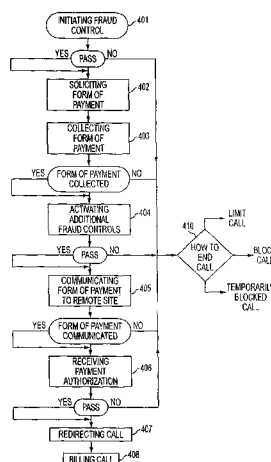 INITIATING FRAUD
CONTROL
401
YES
PASS
NO
SOLICITING
FORM OF
PAYMENT
402
COLLECTING
FORM OF
PAYMENT
403
YES
FORM OF PAYMENT
COLLECTED
NO
ACTIVATING
ADDITIONAL
FRAUD CONTROLS
404
YES
PASS
NO
COMMUNICATING
FORM OF PAYMENT
TO REMOTE SITE
405
YES
FORM OF PAYMENT
COMMUNICATED
NO
RECEIVING
PAYMENT
AUTHORIZATION
406
YES
PASS
NO
REDIRECTING CALL
407
BILLING CALL
408
410
HOW TO
END
CALL
LIMIT
CALL
BLOC
CALL
TEMPORARILY
BLOCKED
CALL